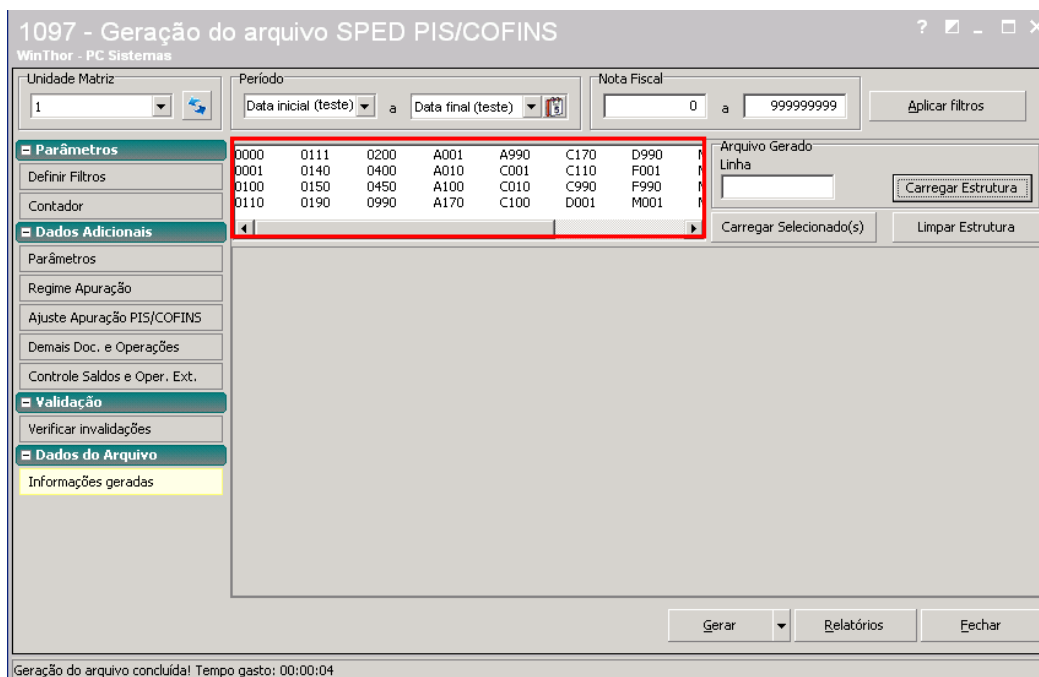 1097 - Geração do arquivo SPED PIS/COFINS
WinThor - PC Sistemas
Unidade Matriz
1
Período
Data inicial (teste) a Data final (teste)
Nota Fiscal
0 a 999999999
Aplicar filtros
Parâmetros
Definir Filtros
Contador
Dados Adicionais
Parâmetros
Regime Apuração
Ajuste Apuração PIS/COFINS
Demais Doc. e Operações
Controle Saldos e Oper. Ext.
Validação
Verificar invalidações
Dados do Arquivo
Informações geradas
0000 0111 0200 A001 A990 C170 D990
0001 0140 0400 A010 C001 C110 F001
0100 0150 0450 A100 C010 C990 F990
0110 0190 0990 A170 C100 D001 M001
Arquivo Gerado
Linha
Carregar Estrutura
Carregar Selecionado(s)
Limpar Estrutura
Gerar
Relatórios
Fechar
Geração do arquivo concluída! Tempo gasto: 00:00:04